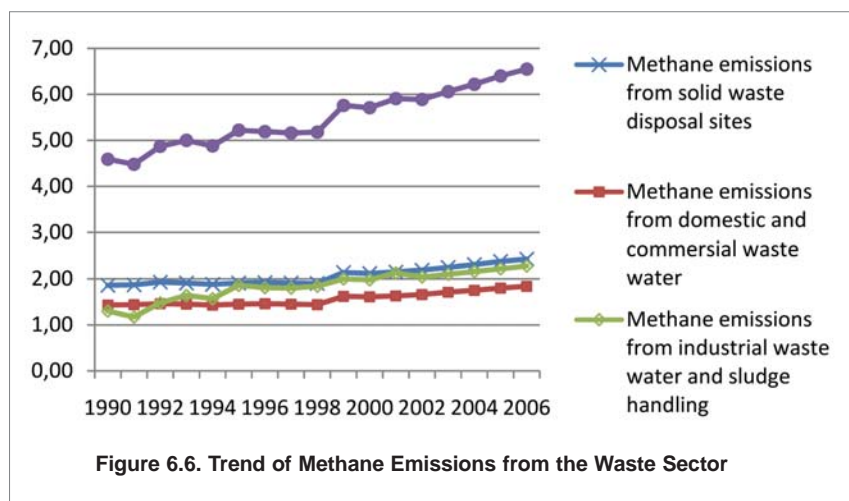 7,00
6,00
5,00
4,00
3,00
2,00
1,00
0,00
1990 1992 1994 1996 1998 2000 2002 2004 2006
Methane emissions
from solid waste
disposal sites
Methane emissions
from domestic and
commersial waste
water
Methane emissions
from industrial waste
water and sludge
handling
Figure 6.6. Trend of Methane Emissions from the Waste Sector